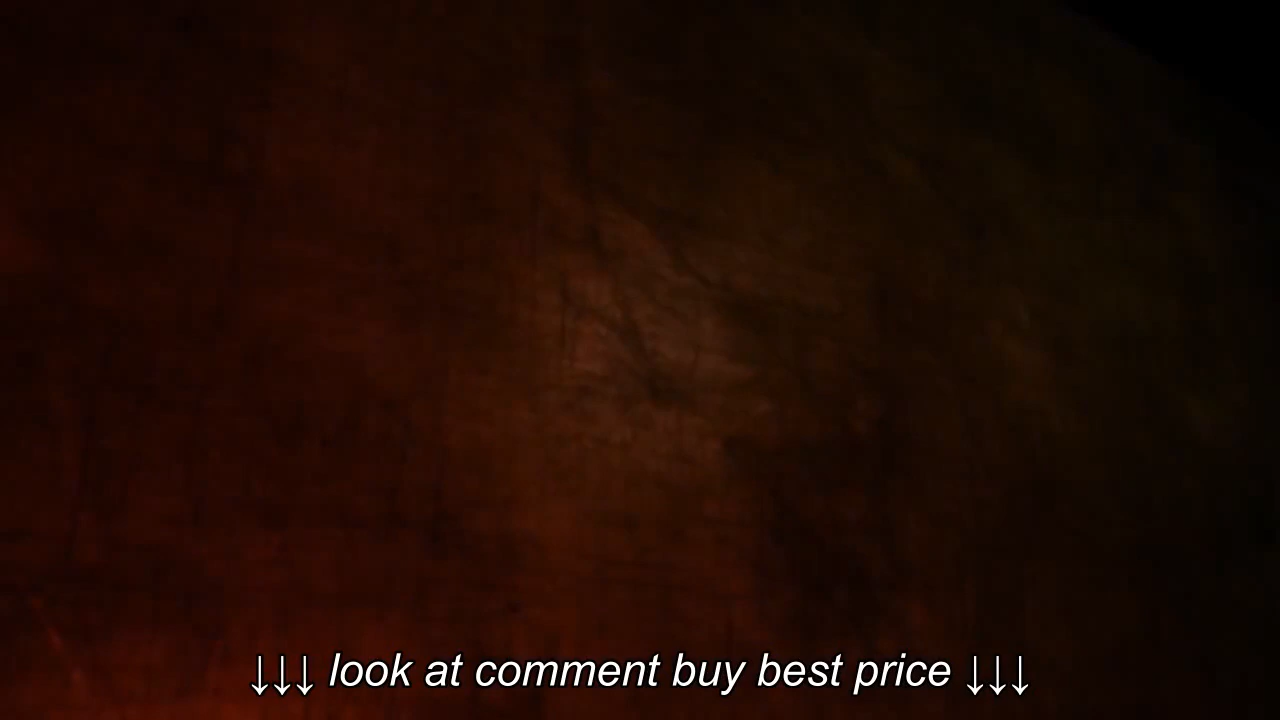 ↓↓↓ look at comment buy best price ↓↓↓